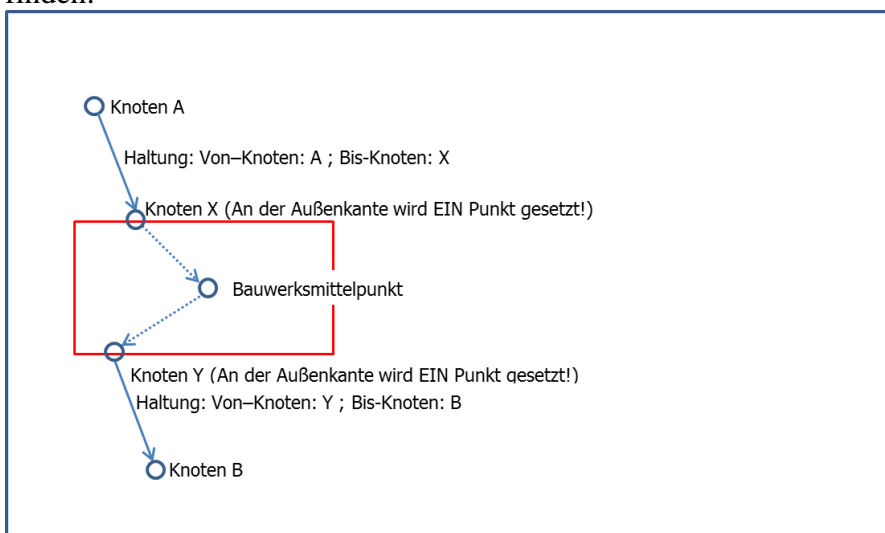 finden.
Knoten A
Haltung: Von–Knoten: A ; Bis-Knoten: X
Knoten X (An der Außenkante wird EIN Punkt gesetzt!)
Bauwerksmittelpunkt
Knoten Y (An der Außenkante wird EIN Punkt gesetzt!)
Haltung: Von–Knoten: Y ; Bis-Knoten: B
Knoten B